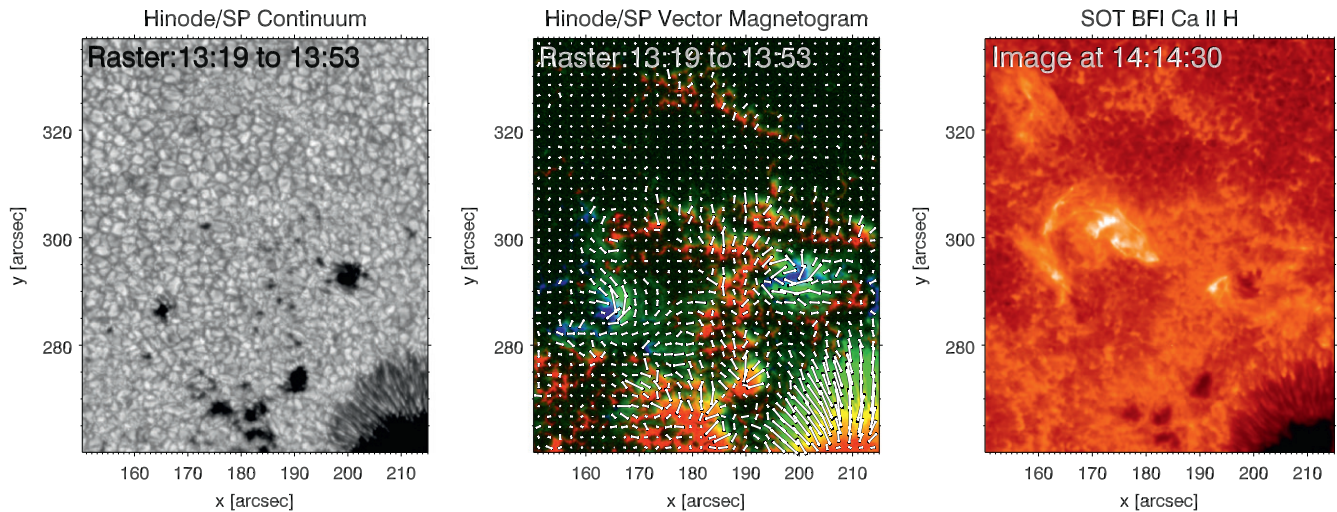 Hinode/SP Continuum
Raster:13:19 to 13:53
y [arcsec]
320
300
280
160 170 180 190 200 210
x [arcsec]
Hinode/SP Vector Magnetogram
Raster 13:19 to 13:53
y [arcsec]
320
300
280
160 170 180 190 200 210
x [arcsec]
SOT BFI Ca II H
Image at 14:14:30
y [arcsec]
320
300
280
160 170 180 190 200 210
x [arcsec]